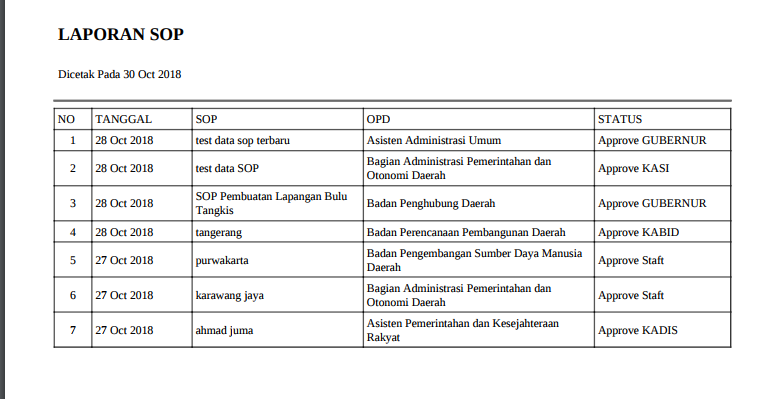 LAPORAN SOP
Dicetak Pada 30 Oct 2018
NO TANGGAL SOP OPD STATUS
1 28 Oct 2018 test data sop terbaru Asisten Administrasi Umum Approve GUBERNUR
2 28 Oct 2018 test data SOP Bagian Administrasi Pemerintahan dan
Otonomi Daerah Approve KASI
3 28 Oct 2018 SOP Pembuatan Lapangan Bulu
Tangkis Badan Penghubung Daerah Approve GUBERNUR
4 28 Oct 2018 tangerang Badan Perencanaan Pembangunan Daerah Approve KABID
5 27 Oct 2018 purwakarta Badan Pengembangan Sumber Daya Manusia
Daerah Approve Staft
6 27 Oct 2018 karawang jaya Bagian Administrasi Pemerintahan dan
Otonomi Daerah Approve Staft
7 27 Oct 2018 ahmad juma Asisten Pemerintahan dan Kesejahteraan
Rakyat Approve KADIS